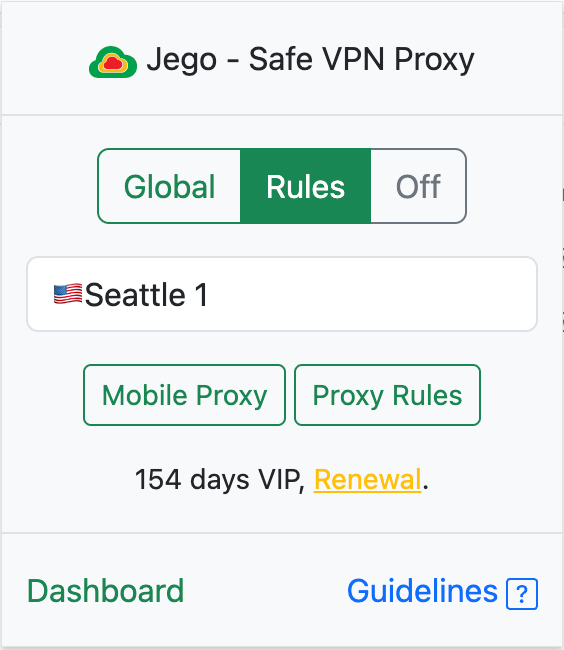 Jego - Safe VPN Proxy
Global Rules Off
🇺🇸Seattle 1
Mobile Proxy Proxy Rules
154 days VIP, Renewal.
Dashboard Guidelines ?